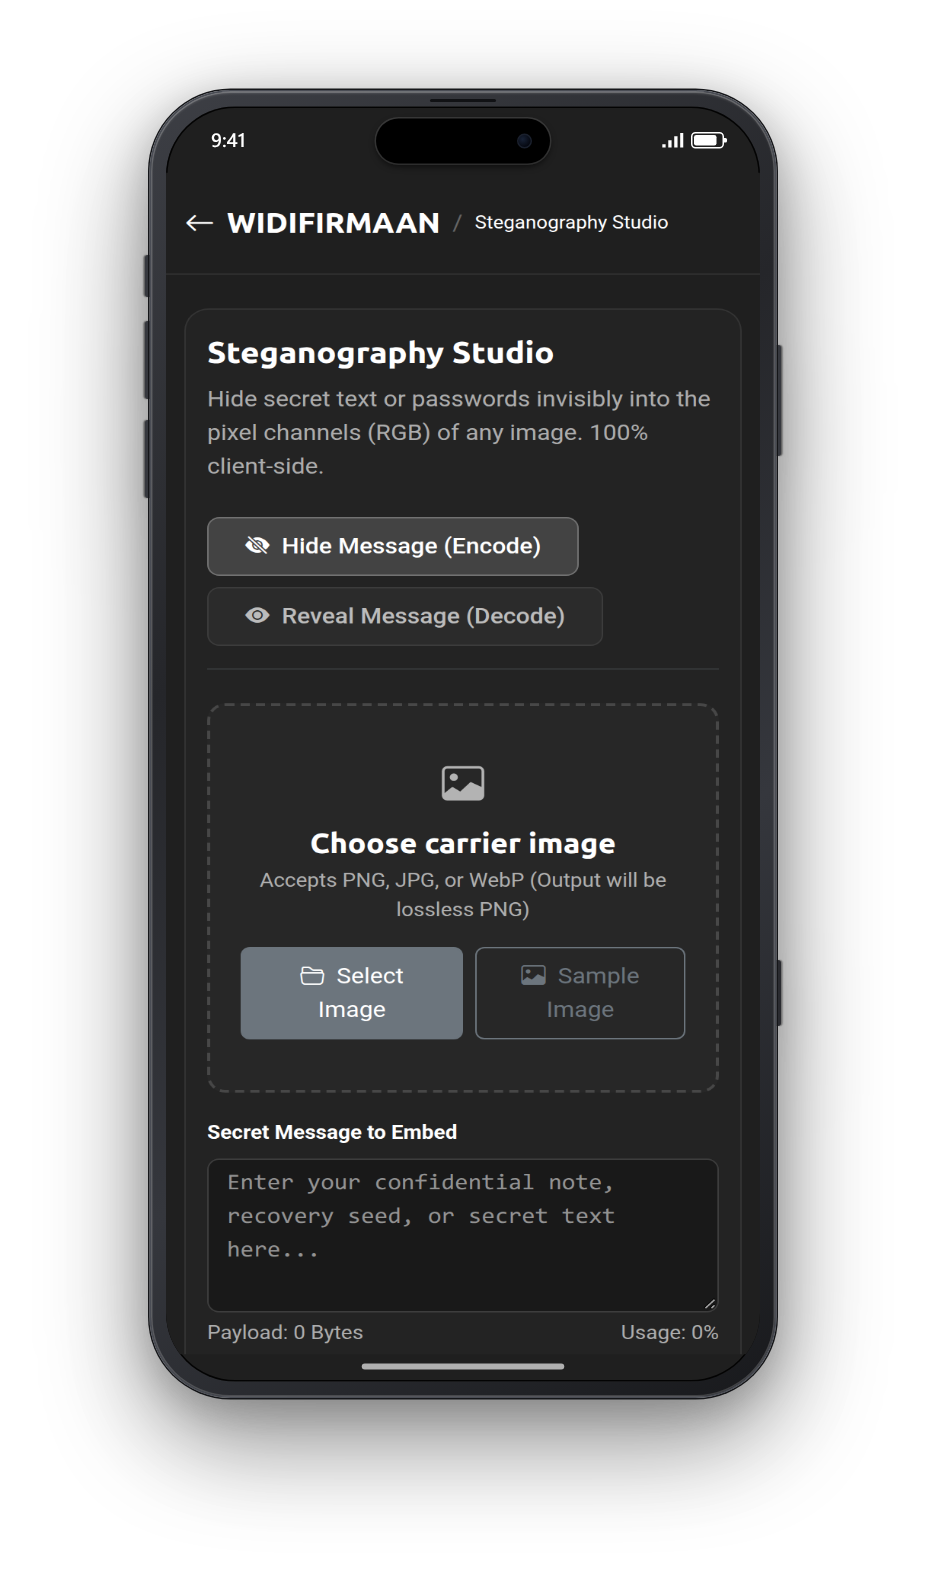 9:41
WIDIFIRMAAN / Steganography Studio
Steganography Studio
Hide secret text or passwords invisibly into the
pixel channels (RGB) of any image. 100%
client-side.
Hide Message (Encode)
Reveal Message (Decode)
Choose carrier image
Accepts PNG, JPG, or WebP (Output will be
lossless PNG)
Select
Image
Sample
Image
Secret Message to Embed
Enter your confidential note,
recovery seed, or secret text
here...
Payload: 0 Bytes
Usage: 0%